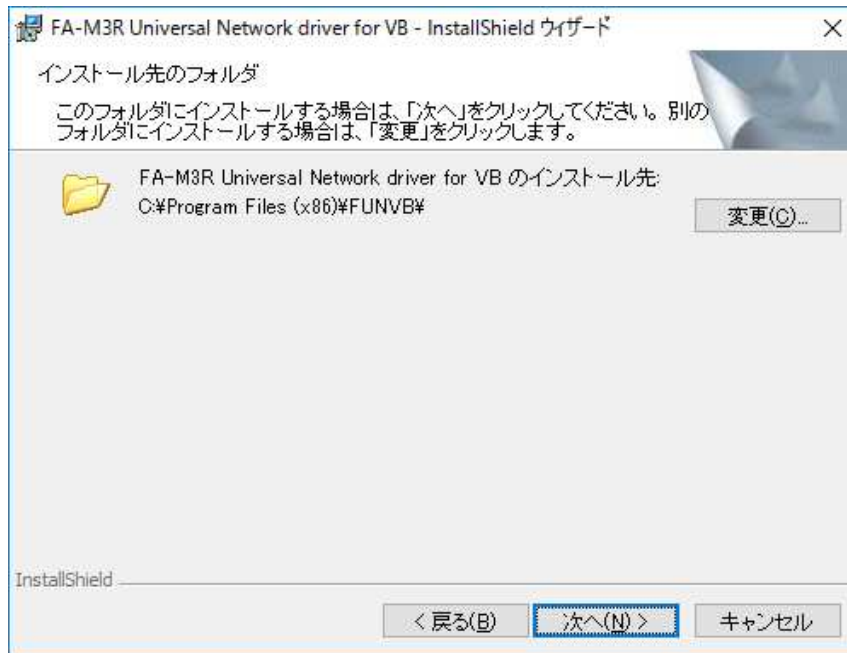 FA-M3R Universal Network driver for VB - InstallShield ウィザード
インストール先のフォルダ
このフォルダにインストールする場合は、「次へ」をクリックしてください。別の
フォルダにインストールする場合は、「変更」をクリックします。
FA-M3R Universal Network driver for VB のインストール先:
C:¥Program Files (x86)¥FUNVB¥
変更(C)...
InstallShield
< 戻る(B)
次へ(N) >
キャンセル